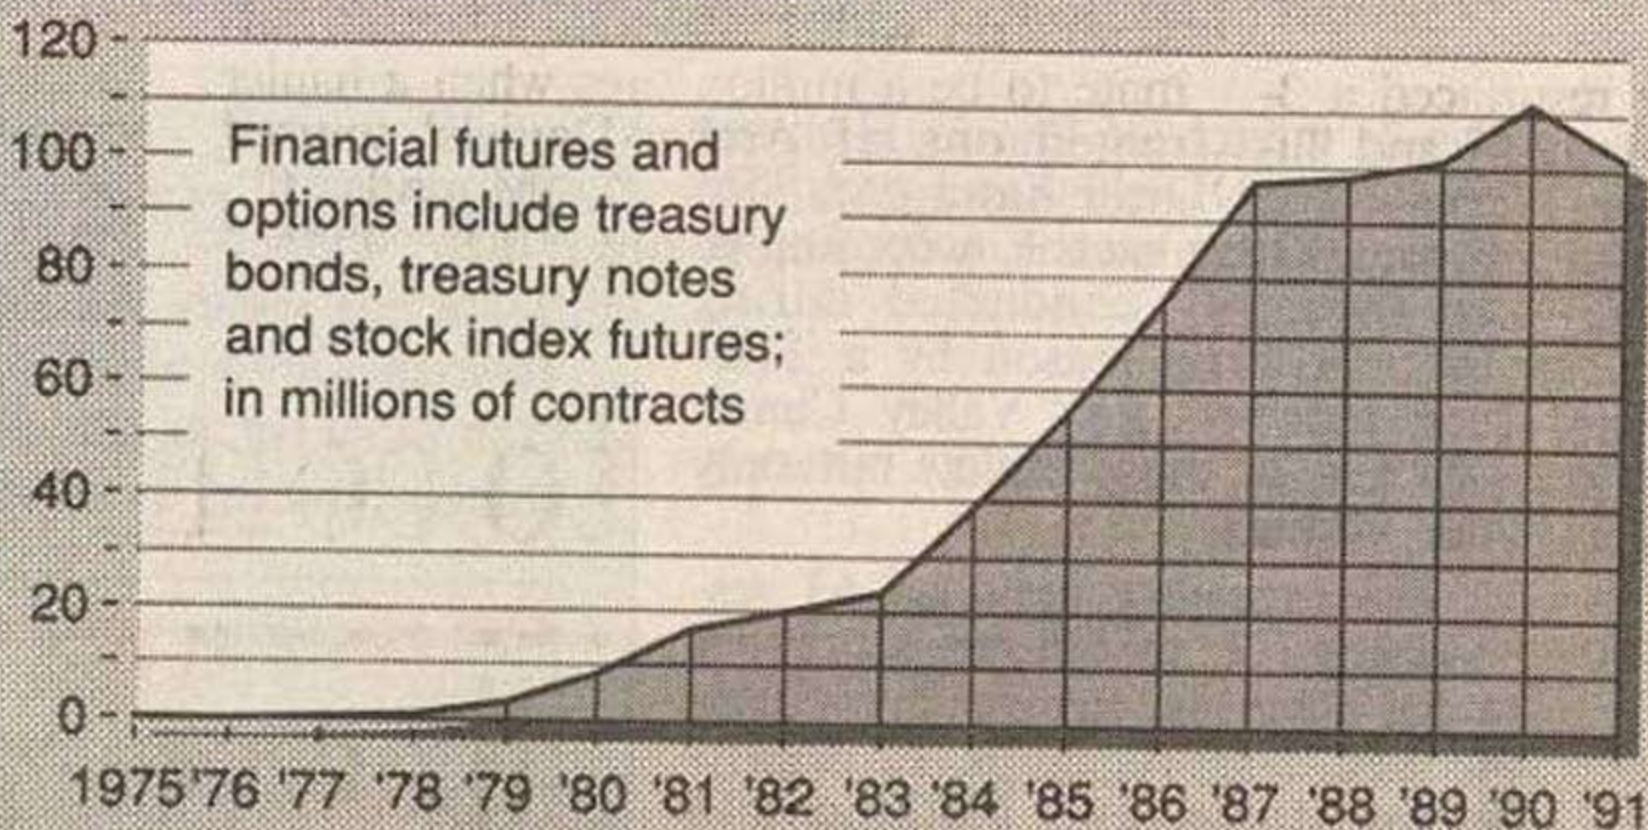 120
100
80
60
40
20
0
Financial futures and
options include treasury
bonds, treasury notes
and stock index futures;
in millions of contracts
1975 '76 '77 '78 '79 '80 '81 '82 '83 '84 '85 '86 '87 '88 '89 '90 '91